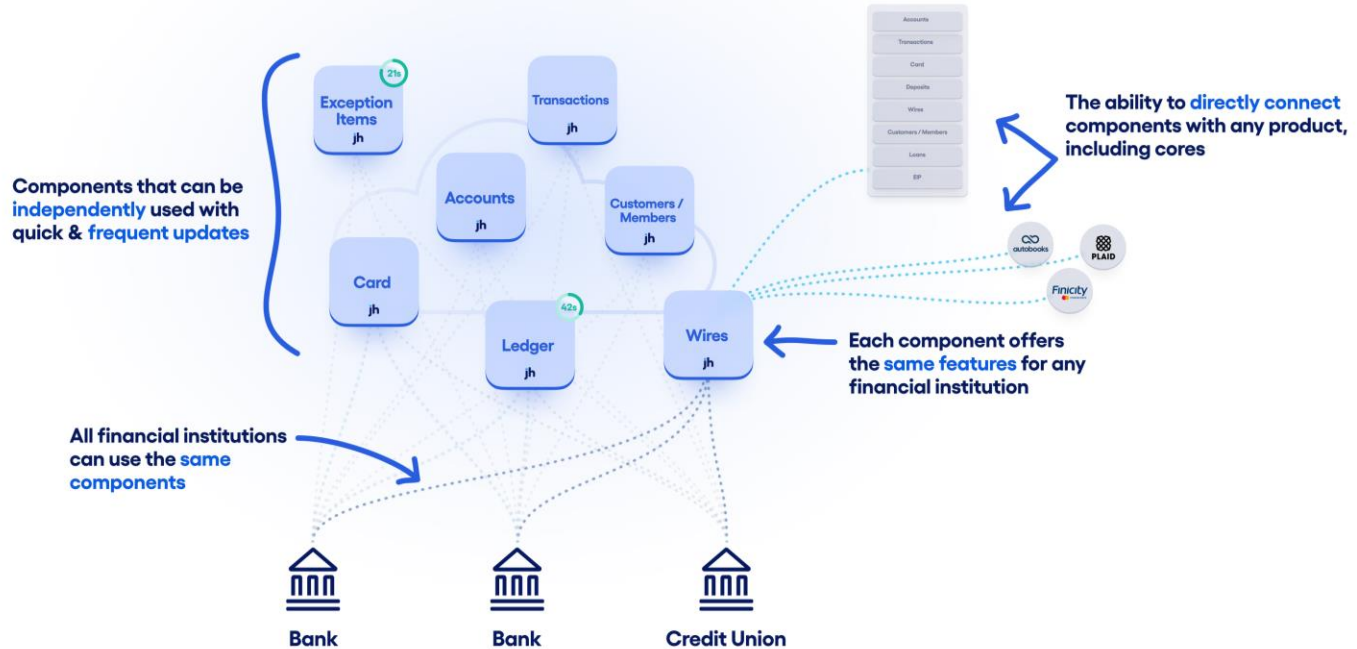 Accounts
Transactions
Card
Deposits
Wires
Customers / Members
Loans
EIP
21s
Exception
Items
jh
Transactions
jh
The ability to directly connect
components with any product,
including cores
Components that can be
independently used with
quick & frequent updates
Accounts
jh
Customers /
Members
jh
autobooks
PLAID
Finicity
Card
jh
42s
Ledger
jh
Wires
jh
Each component offers
the same features for any
financial institution
All financial institutions
can use the same
components
Bank
Bank
Credit Union